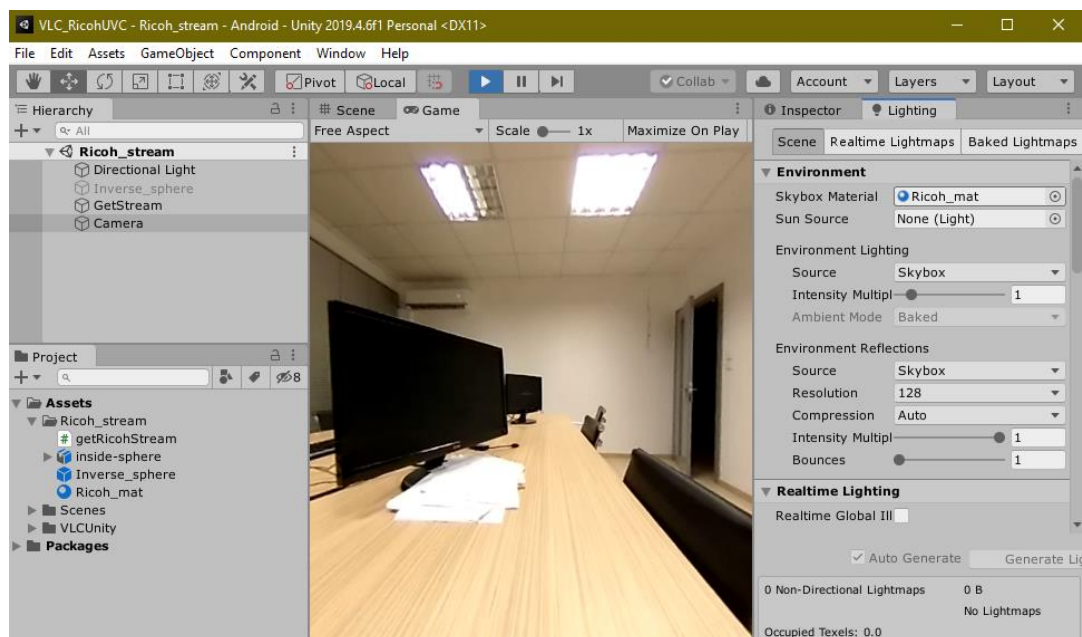 VLC_RicohUVC - Ricoh_stream - Android - Unity 2019.4.6f1 Personal <DX11>
File Edit Assets GameObject Component Window Help
Pivot Local Collab Account Layers Layout
Hierarchy
All
Ricoh_stream
Directional Light
Inverse_sphere
GetStream
Camera
Project
8
Assets
Ricoh_stream
# getRicohStream
inside-sphere
Inverse_sphere
Ricoh_mat
Scenes
VLCUnity
Packages
Scene Game
Free Aspect Scale 1x Maximize On Play
Inspector Lighting
Scene Realtime Lightmaps Baked Lightmaps
Environment
Skybox Material Ricoh_mat
Sun Source None (Light)
Environment Lighting
Source Skybox
Intensity Multipl 1
Ambient Mode Baked
Environment Reflections
Source Skybox
Resolution 128
Compression Auto
Intensity Multipl 1
Bounces 1
Realtime Lighting
Realtime Global Ill
Auto Generate Generate Lig
0 Non-Directional Lightmaps 0 B
No Lightmaps
Occupied Texels: 0.0